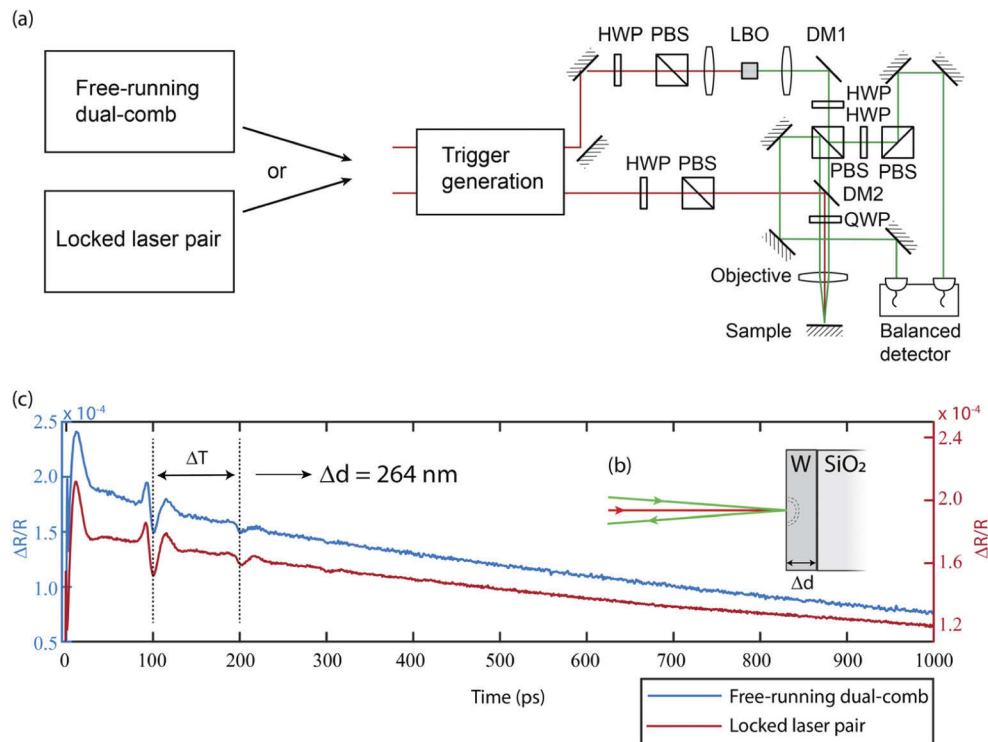 (a)
Free-running
dual-comb
or
Locked laser pair
Trigger
generation
HWP PBS LBO DM1
HWP
HWP
PBS PBS
HWP PBS
DM2
QWP
Objective
Sample
Balanced
detector
(c)
x 10⁻⁴
x 10⁻⁴
2.5
2.0
1.5
1.0
0.5
ΔR/R
2.4
2.0
1.6
1.2
ΔR/R
ΔT
Δd = 264 nm
(b)
W SiO₂
Δd
0 100 200 300 400 500 600 700 800 900 1000
Time (ps)
Free-running dual-comb
Locked laser pair